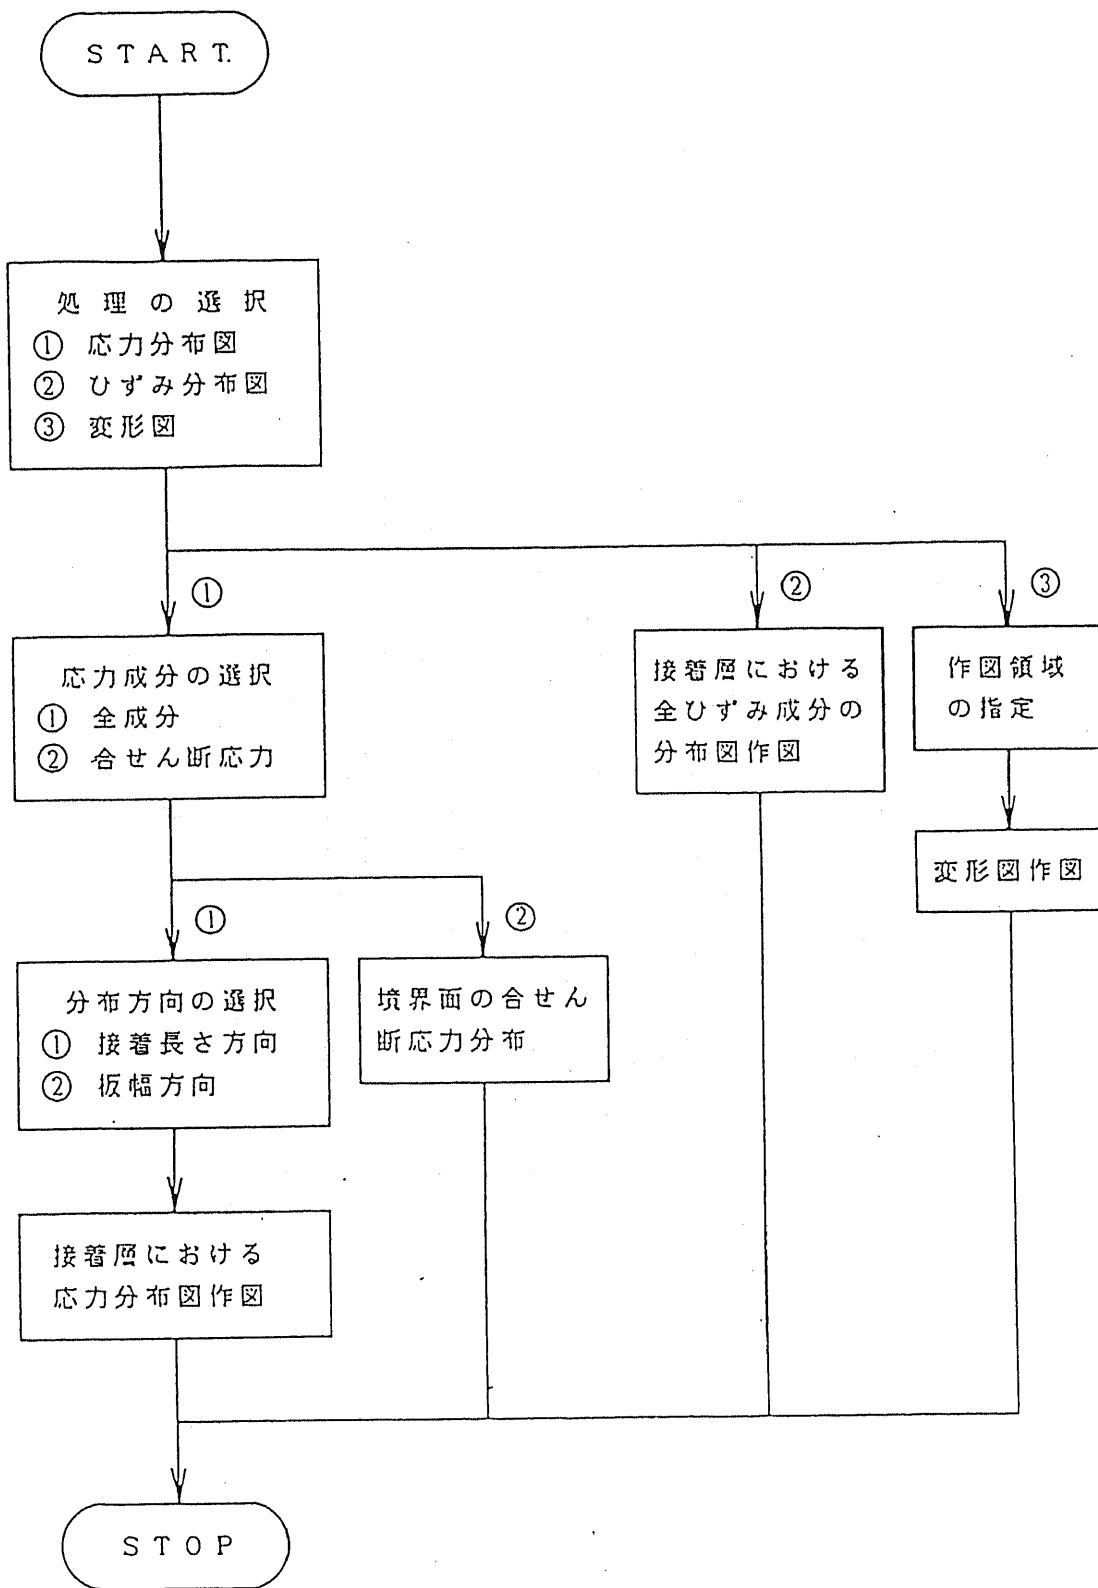 START.
処理の選択
① 応力分布図
② ひずみ分布図
③ 変形図
①
②
③
応力成分の選択
① 全成分
② 合せん断応力
接着層における
全ひずみ成分の
分布図作図
作図領域
の指定
変形図作図
①
②
分布方向の選択
① 接着長さ方向
② 板幅方向
境界面の合せん
断応力分布
接着層における
応力分布図作図
STOP